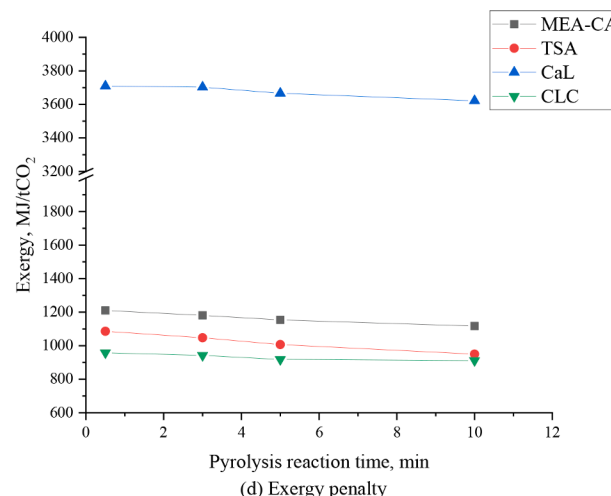 MEA-CA
TSA
CaL
CLC
4000
3800
3600
3400
3200
1800
1600
1400
1200
1000
800
600
Exergy, MJ/tCO₂
0
2
4
6
8
10
12
Pyrolysis reaction time, min
(d) Exergy penalty